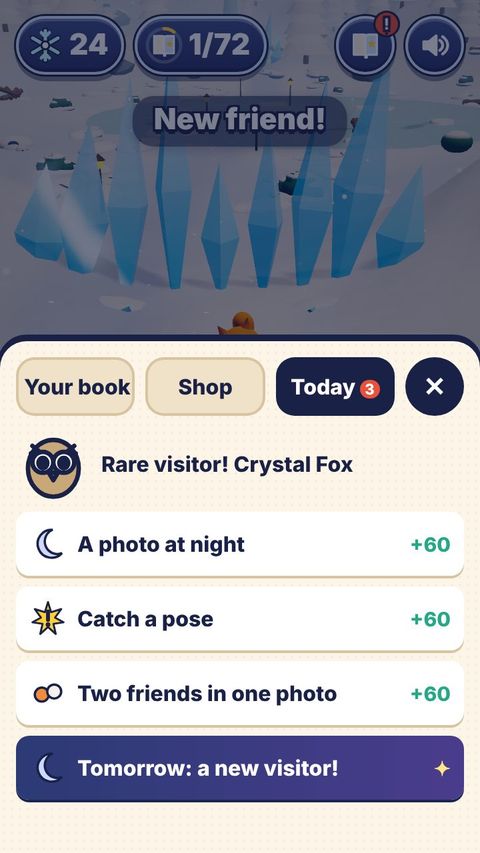 24
1/72
!
New friend!
Your book
Shop
Today 3
✕
Rare visitor! Crystal Fox
A photo at night
+60
Catch a pose
+60
Two friends in one photo
+60
Tomorrow: a new visitor!